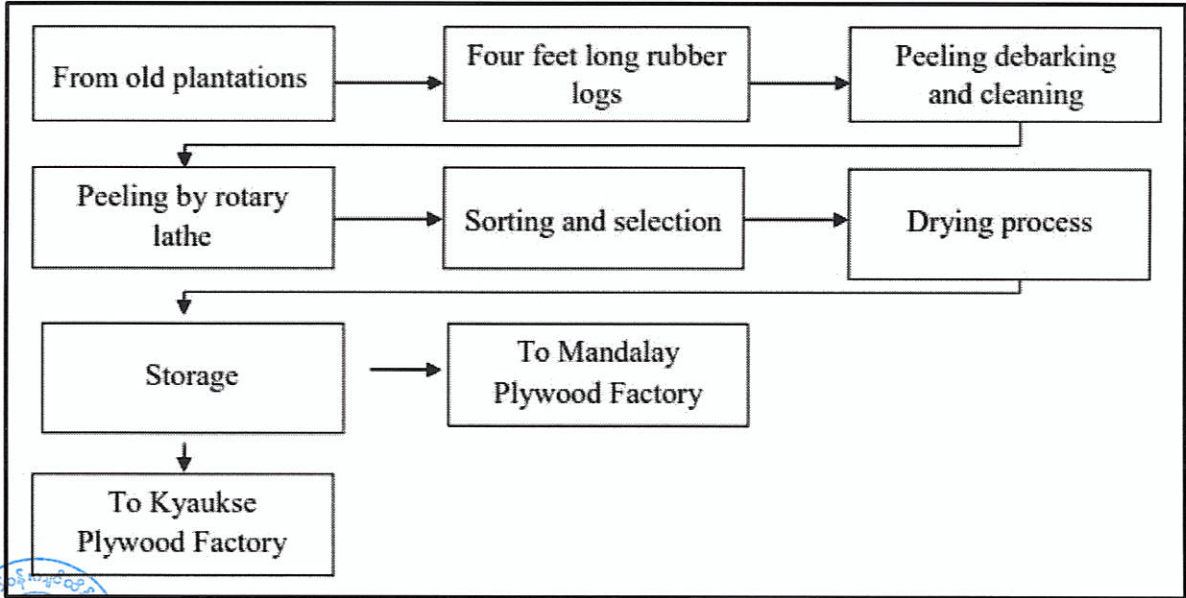 From old plantations
Four feet long rubber
logs
Peeling debarking
and cleaning
Peeling by rotary
lathe
Sorting and selection
Drying process
Storage
To Mandalay
Plywood Factory
To Kyaukse
Plywood Factory